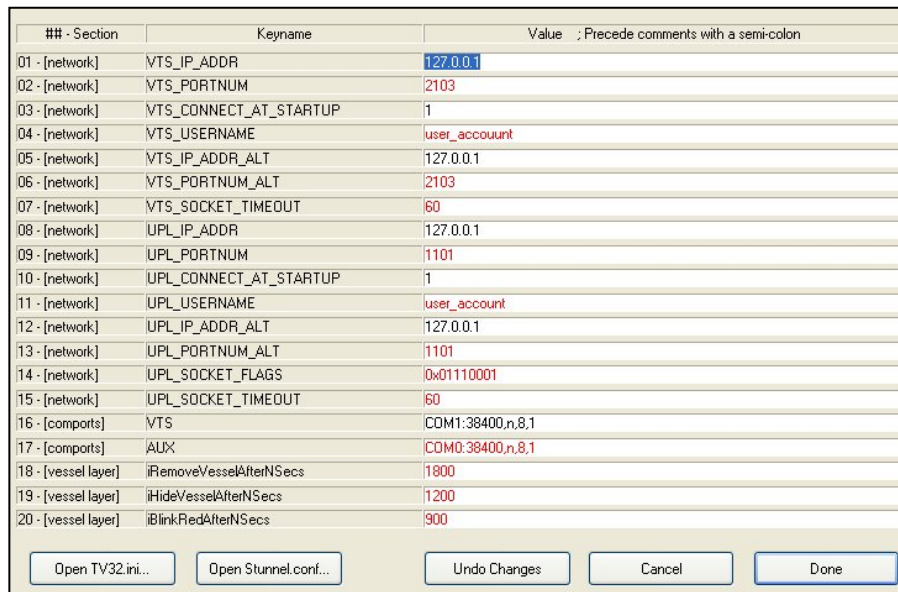 ## - Section Keyname Value ; Precede comments with a semi-colon
01 - [network] VTS_IP_ADDR 127.0.0.1
02 - [network] VTS_PORTNUM 2103
03 - [network] VTS_CONNECT_AT_STARTUP 1
04 - [network] VTS_USERNAME user_accouunt
05 - [network] VTS_IP_ADDR_ALT 127.0.0.1
06 - [network] VTS_PORTNUM_ALT 2103
07 - [network] VTS_SOCKET_TIMEOUT 60
08 - [network] UPL_IP_ADDR 127.0.0.1
09 - [network] UPL_PORTNUM 1101
10 - [network] UPL_CONNECT_AT_STARTUP 1
11 - [network] UPL_USERNAME user_account
12 - [network] UPL_IP_ADDR_ALT 127.0.0.1
13 - [network] UPL_PORTNUM_ALT 1101
14 - [network] UPL_SOCKET_FLAGS 0x01110001
15 - [network] UPL_SOCKET_TIMEOUT 60
16 - [comports] VTS COM1:38400,n,8,1
17 - [comports] AUX COM0:38400,n,8,1
18 - [vessel layer] iRemoveVesselAfterNSecs 1800
19 - [vessel layer] iHideVesselAfterNSecs 1200
20 - [vessel layer] iBlinkRedAfterNSecs 900
Open TV32.ini... Open Stunnel.conf... Undo Changes Cancel Done